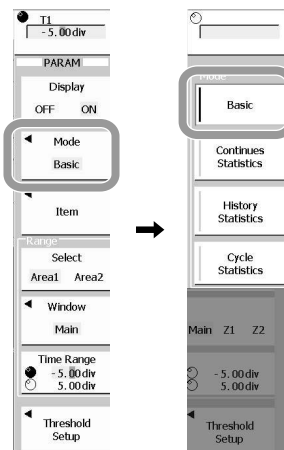 T1
- 5. 00div
PARAM
Display
OFF ON
Mode
Basic
Item
Range
Select
Area1 Area2
Window
Main
Time Range
- 5. 00div
5. 00div
Threshold
Setup
Mode
Basic
Continues
Statistics
History
Statistics
Cycle
Statistics
Main Z1 Z2
- 5. 00div
5. 00div
Threshold
Setup